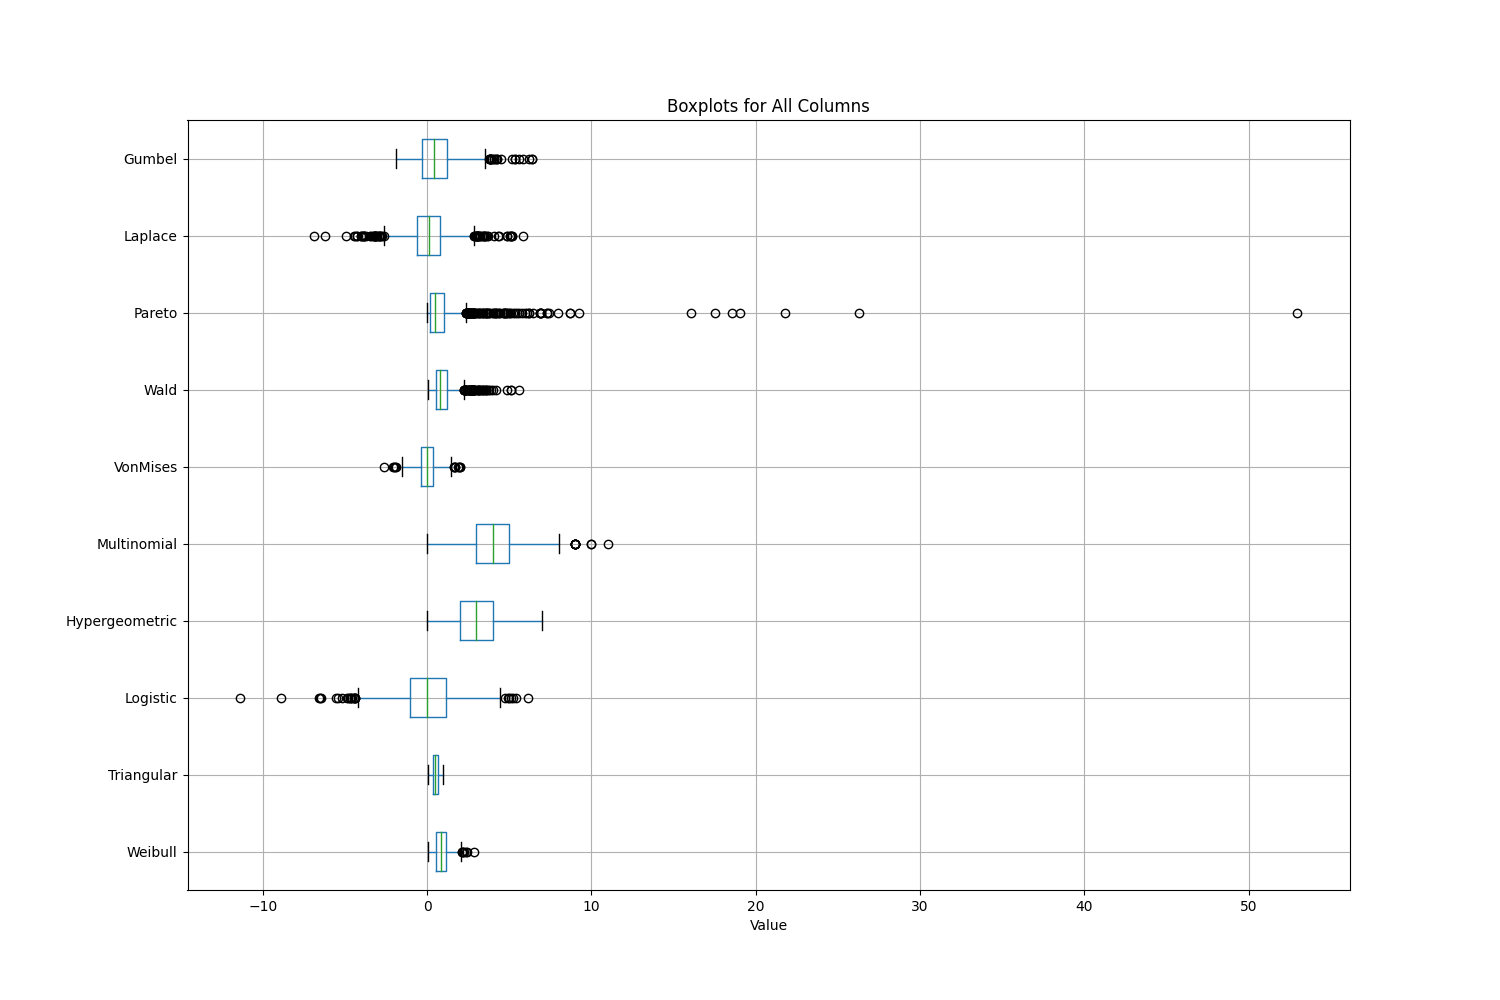 Boxplots for All Columns
Gumbel
Laplace
Pareto
Wald
VonMises
Multinomial
Hypergeometric
Logistic
Triangular
Weibull
−10 0 10 20 30 40 50
Value